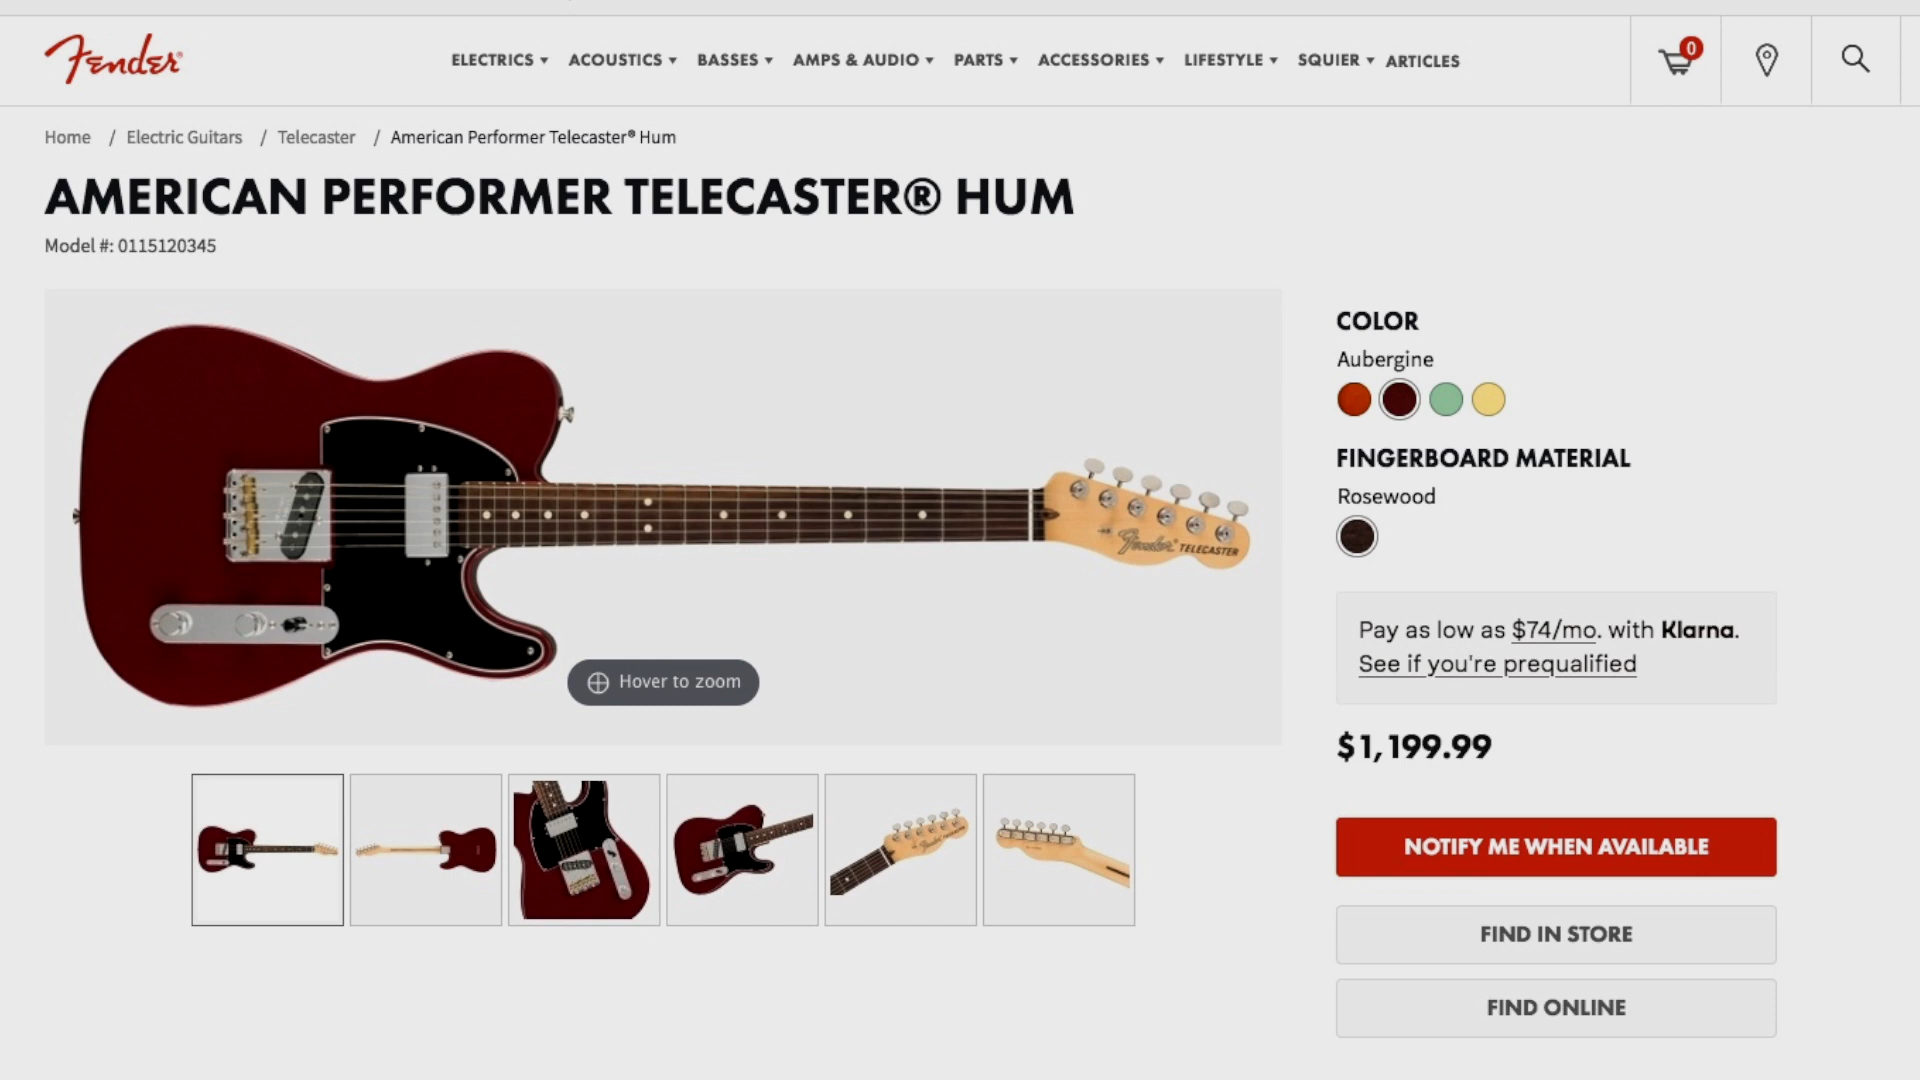 Fender
ELECTRICS ACOUSTICS BASSES AMPS & AUDIO PARTS ACCESSORIES LIFESTYLE SQUIER ARTICLES
0
Home / Electric Guitars / Telecaster / American Performer Telecaster® Hum
AMERICAN PERFORMER TELECASTER® HUM
Model #: 0115120345
COLOR
Aubergine
FINGERBOARD MATERIAL
Rosewood
Fender TELECASTER
Hover to zoom
Pay as low as $74/mo. with Klarna.
See if you're prequalified
$1,199.99
NOTIFY ME WHEN AVAILABLE
FIND IN STORE
FIND ONLINE